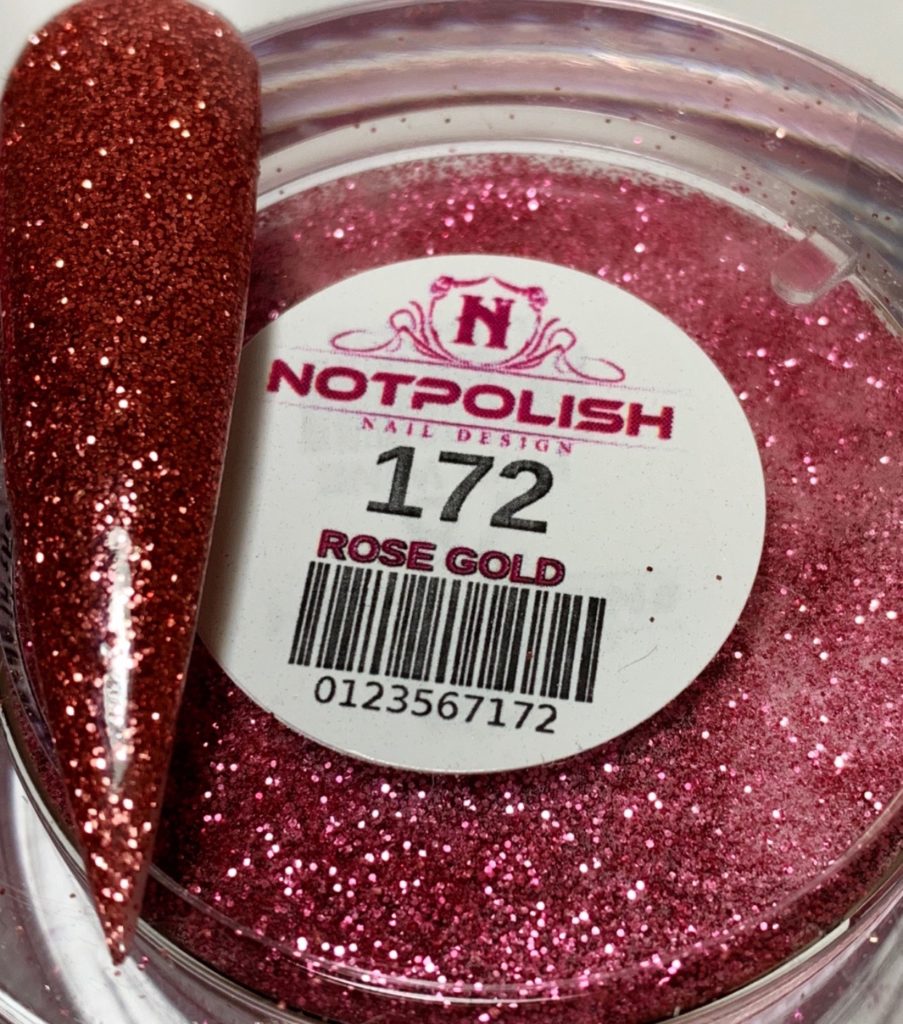 N
NOTPOLISH
NAIL DESIGN
172
ROSE GOLD
0123567172